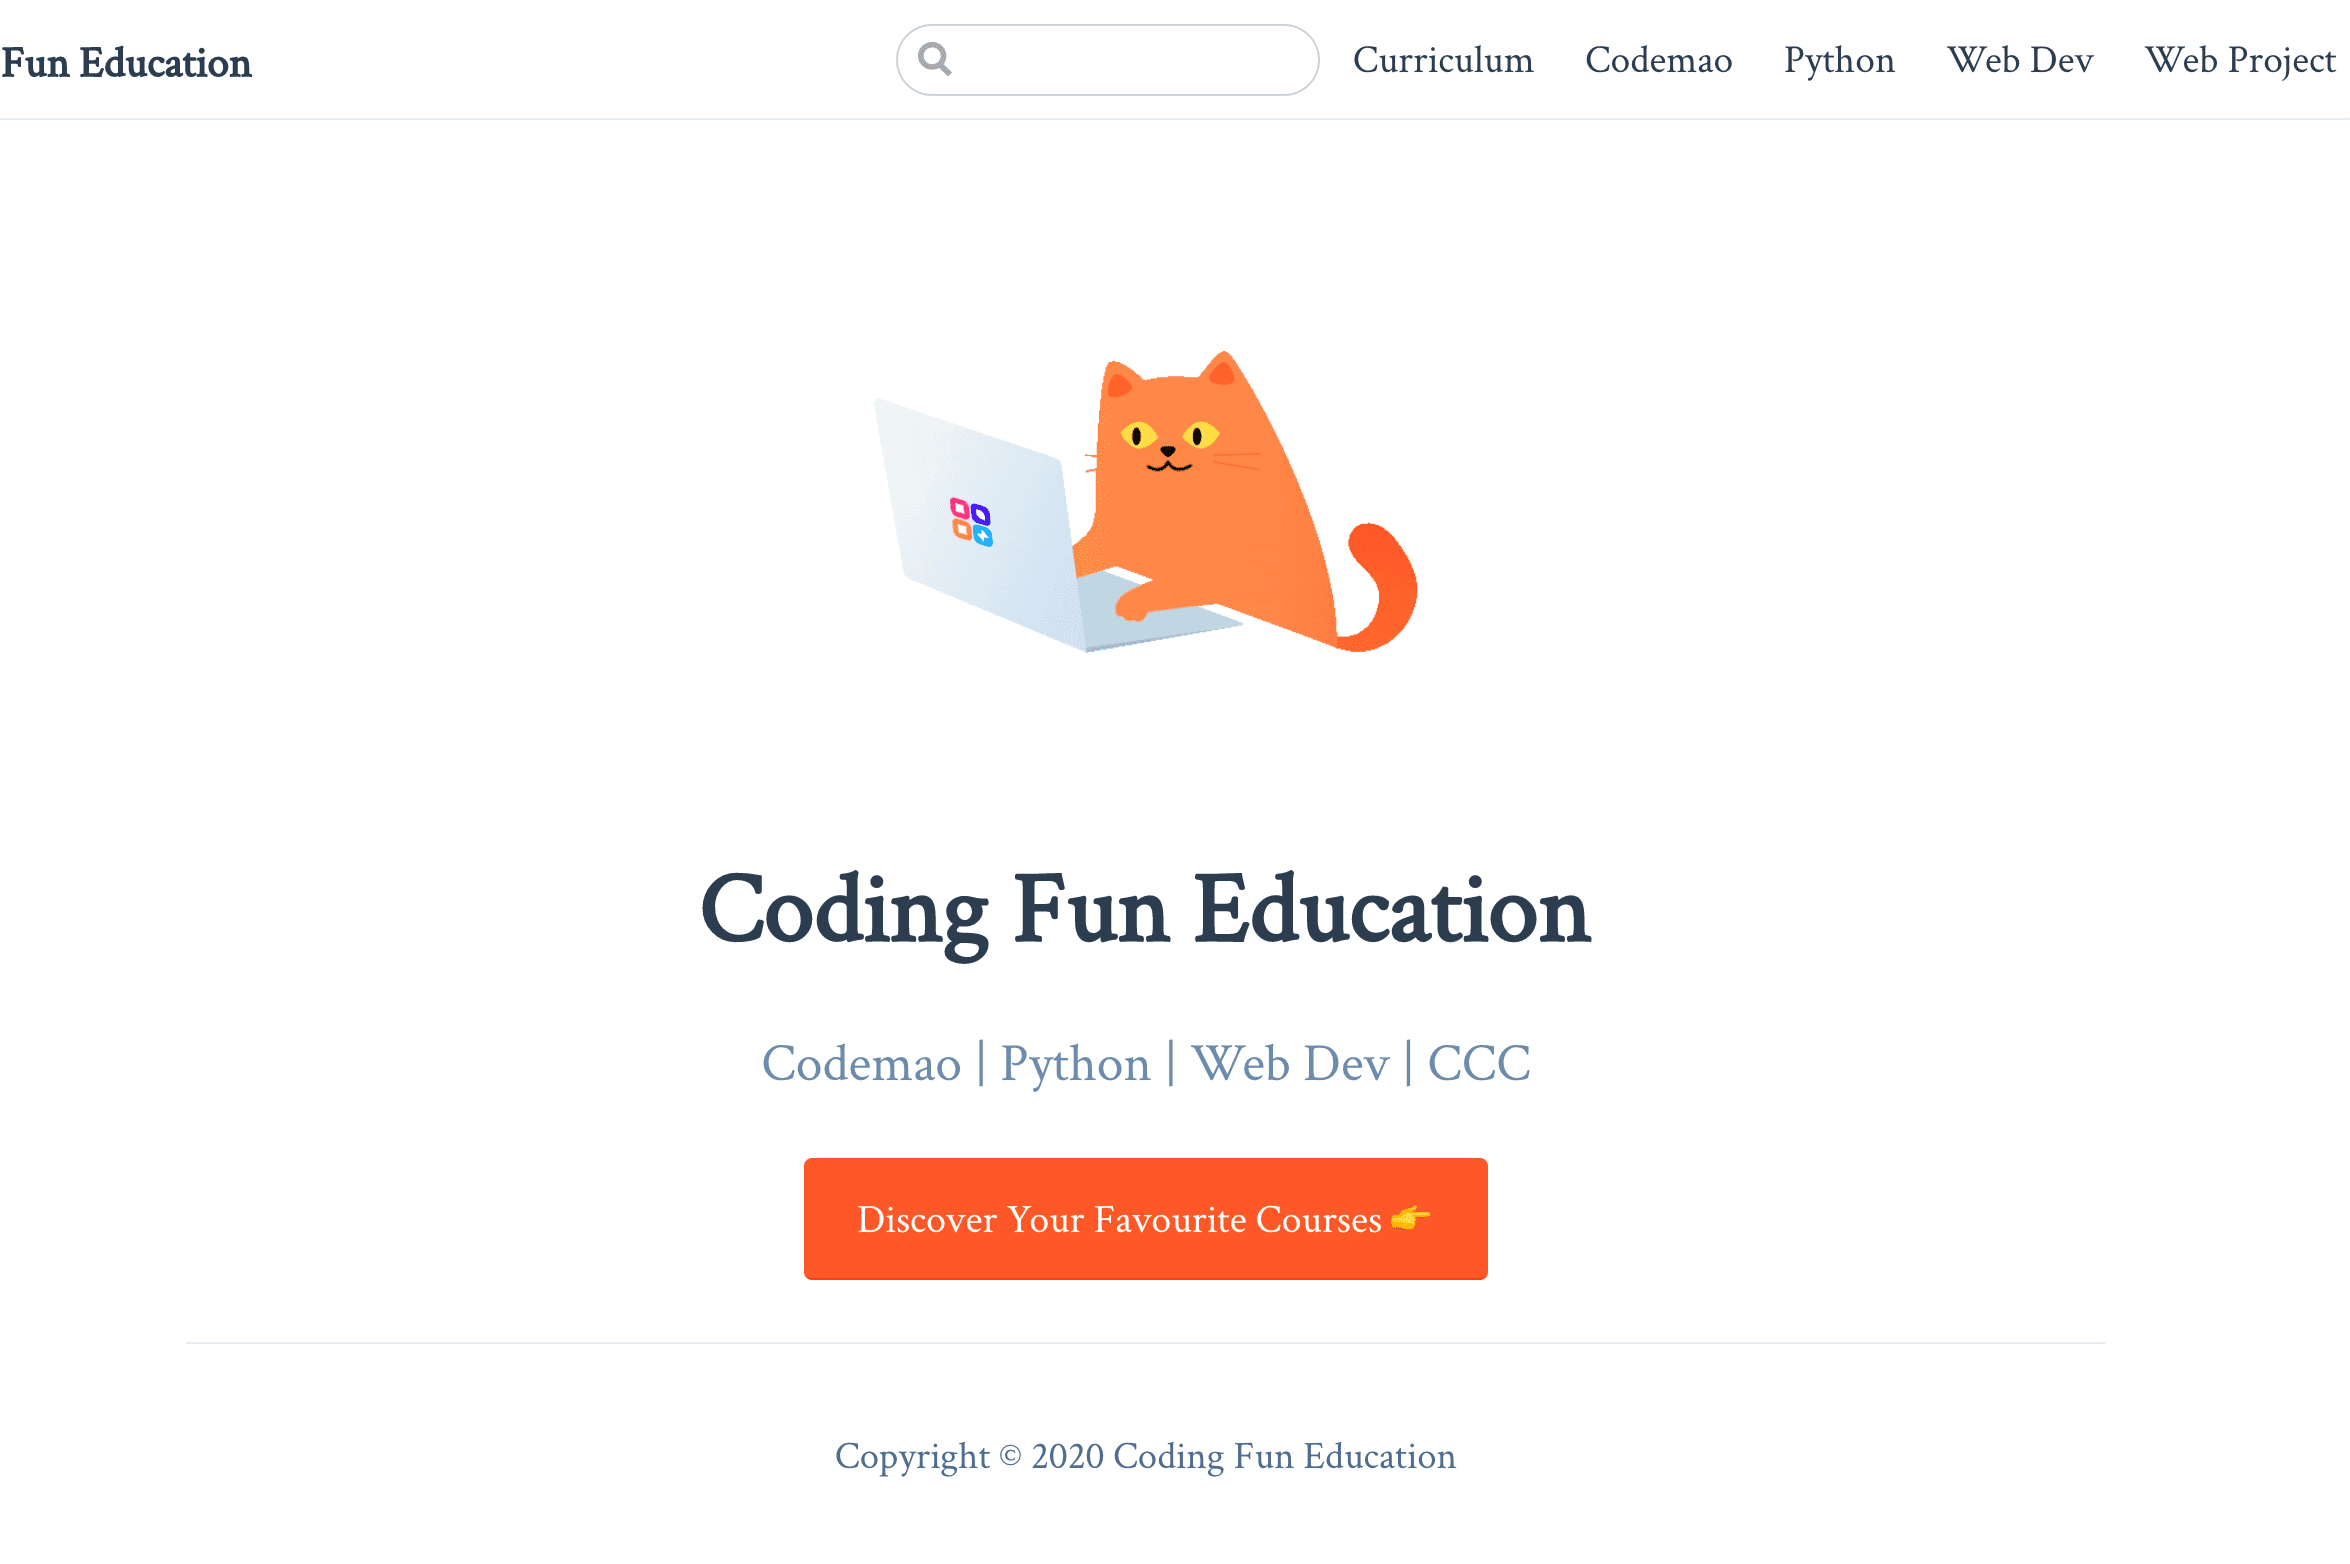 Fun Education
Curriculum Codemao Python Web Dev Web Project
Coding Fun Education
Codemao | Python | Web Dev | CCC
Discover Your Favourite Courses 👉
Copyright © 2020 Coding Fun Education